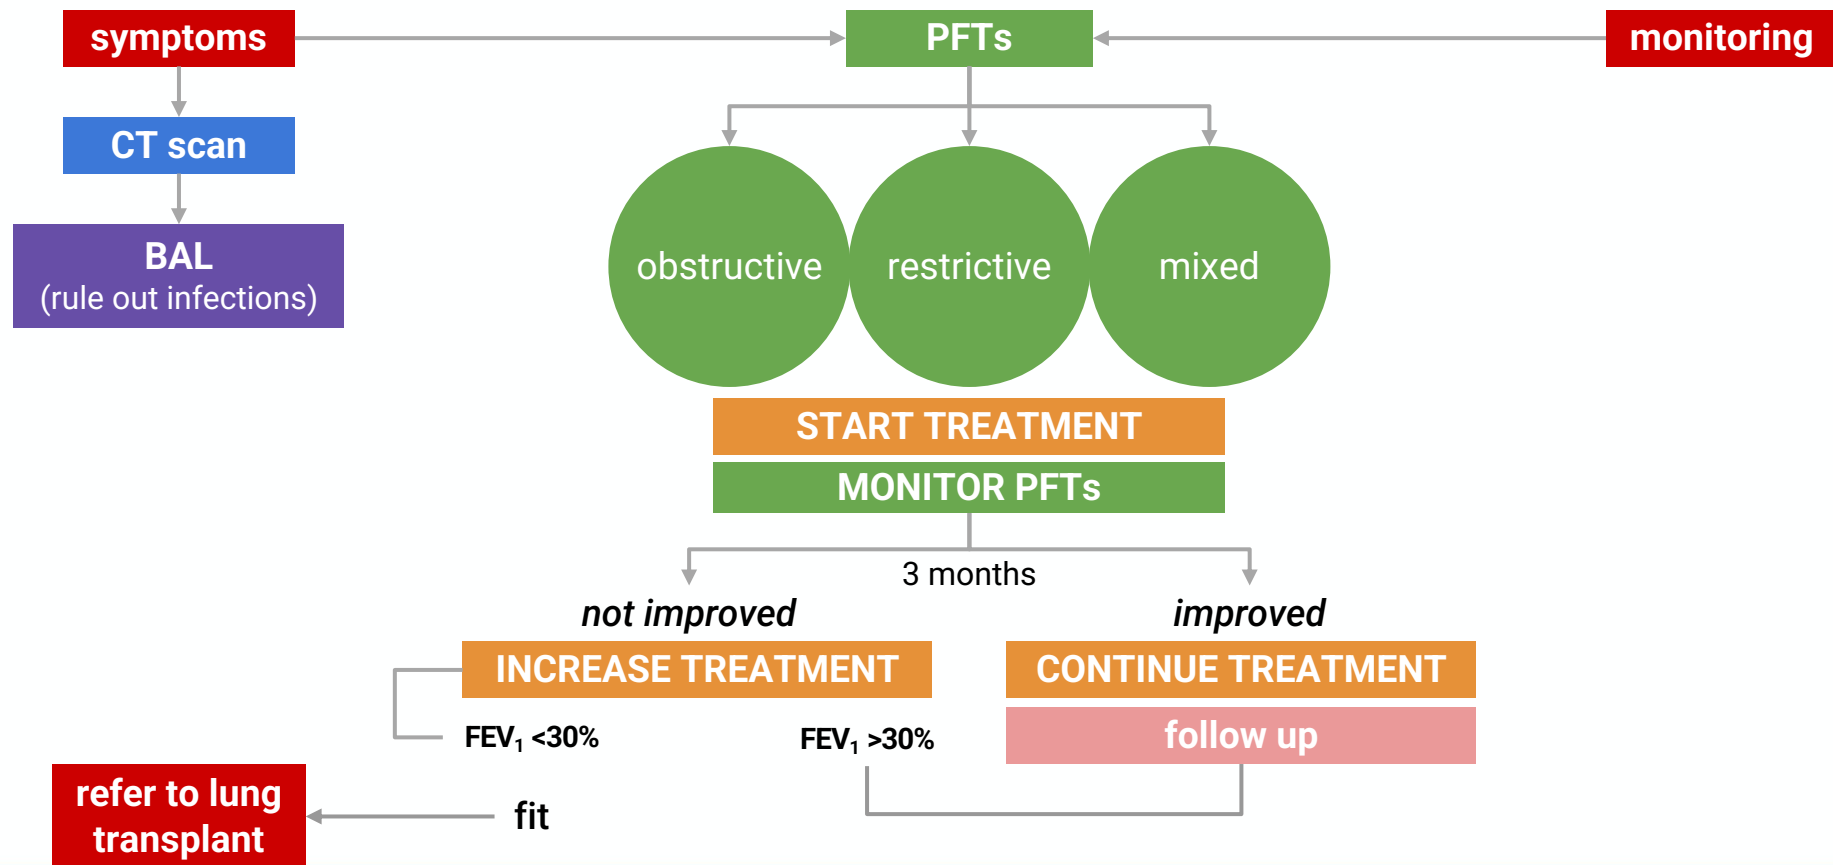 symptoms
PFTs
monitoring
CT scan
BAL
(rule out infections)
obstructive
restrictive
mixed
START TREATMENT
MONITOR PFTs
3 months
not improved
improved
INCREASE TREATMENT
CONTINUE TREATMENT
FEV₁ <30%
FEV₁ >30%
follow up
refer to lung
transplant
fit